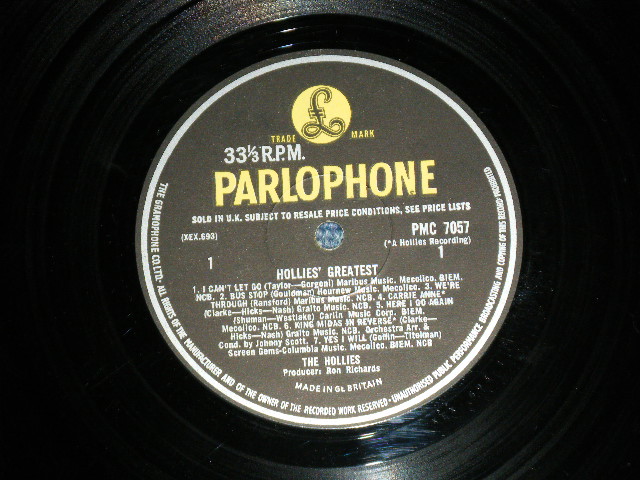 £
TRADE MARK
33⅓ R.P.M.
PARLOPHONE
SOLD IN U.K. SUBJECT TO RESALE PRICE CONDITIONS, SEE PRICE LISTS
(XEX.693) PMC 7057
(*A Hollies Recording)
1 1
HOLLIES' GREATEST
1. I CAN'T LET GO (Taylor—Gorgoni) Maribus Music. Mecolico. BIEM.
NCB. 2. BUS STOP (Gouldman) Hournew Music. Mecolico. 3. WE'RE
THROUGH (Ransford) Maribus Music. NCB. 4. CARRIE ANNE*
(Clarke—Hicks—Nash) Gralto Music. NCB. 5. HERE I GO AGAIN
(Shuman—Westlake) Carlin Music Corp. BIEM.
Mecolico. NCB. 6. KING MIDAS IN REVERSE* (Clarke—
Hicks—Nash) Gralto Music. NCB. Orchestra Arr. &
Cond. by Johnny Scott. 7. YES I WILL (Goffin—Titelman)
Screen Gems-Columbia Music. Mecolico. BIEM. NCB
THE HOLLIES
Producer: Ron Richards
MADE IN GT. BRITAIN
THE GRAMOPHONE CO. LTD. ALL RIGHTS OF THE MANUFACTURER AND OF THE OWNER OF THE RECORDED WORK RESERVED • UNAUTHORISED PUBLIC PERFORMANCE BROADCASTING AND COPYING OF THIS RECORD PROHIBITED